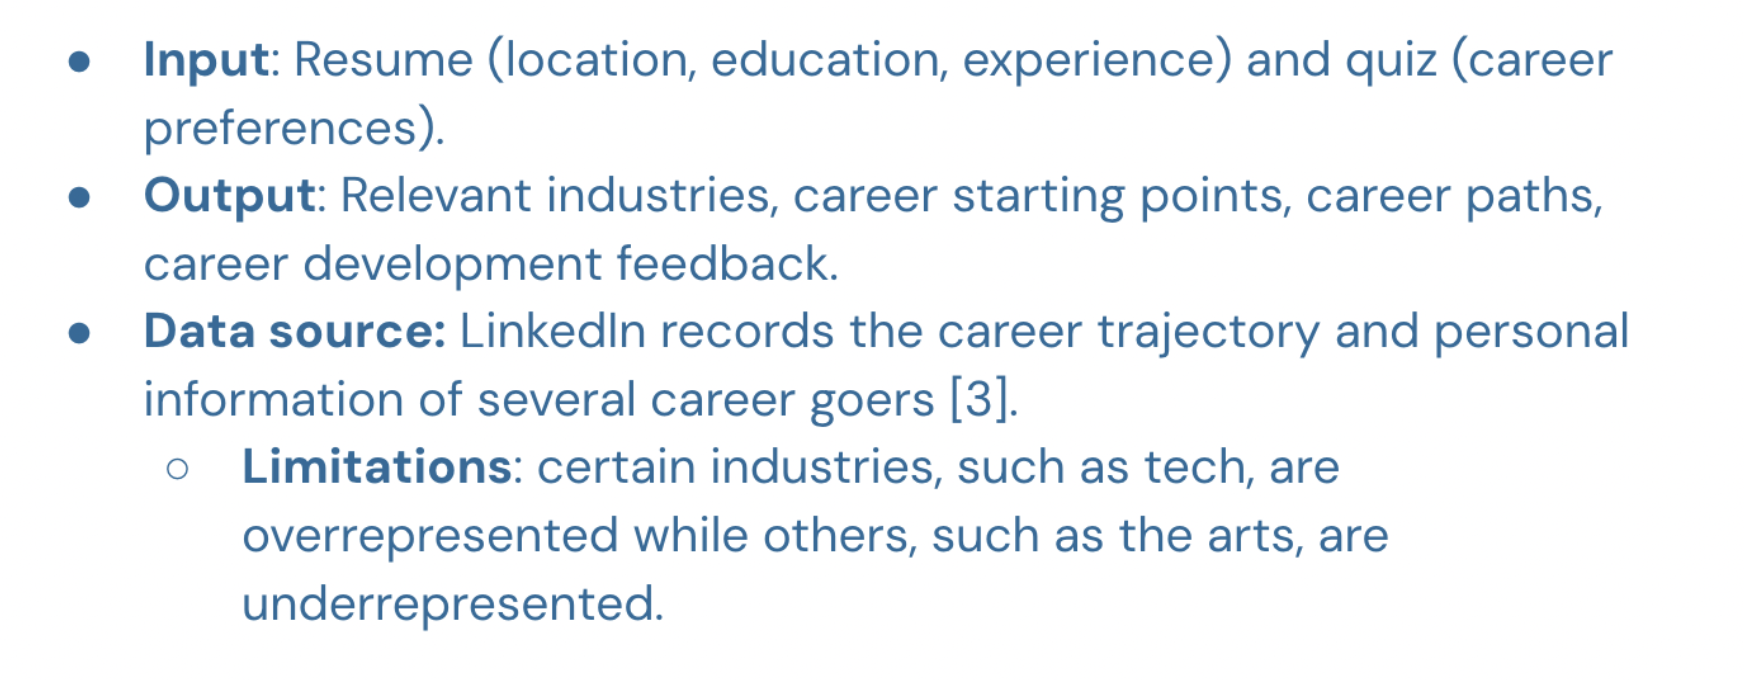 ● Input: Resume (location, education, experience) and quiz (career
preferences).
● Output: Relevant industries, career starting points, career paths,
career development feedback.
● Data source: LinkedIn records the career trajectory and personal
information of several career goers [3].
○ Limitations: certain industries, such as tech, are
overrepresented while others, such as the arts, are
underrepresented.